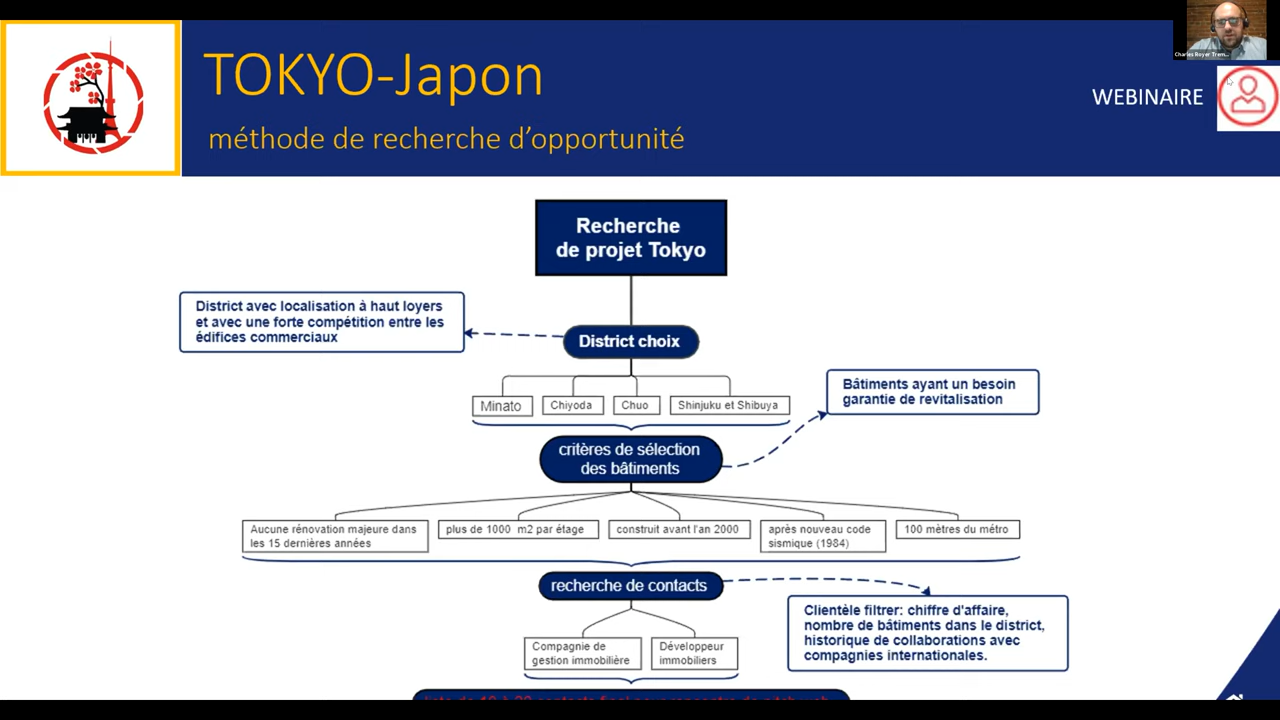 Charles Royer Trem...
TOKYO-Japon
WEBINAIRE
méthode de recherche d'opportunité
Recherche
de projet Tokyo
District avec localisation à haut loyers
et avec une forte compétition entre les
édifices commerciaux
District choix
Minato
Chiyoda
Chuo
Shinjuku et Shibuya
Bâtiments ayant un besoin
garantie de revitalisation
critères de sélection
des bâtiments
Aucune rénovation majeure dans
les 15 dernières années
plus de 1000 m2 par étage
construit avant l'an 2000
après nouveau code
sismique (1984)
100 mètres du métro
recherche de contacts
Clientèle filtrer: chiffre d'affaire,
nombre de bâtiments dans le district,
historique de collaborations avec
compagnies internationales.
Compagnie de
gestion immobilière
Développeur
immobiliers